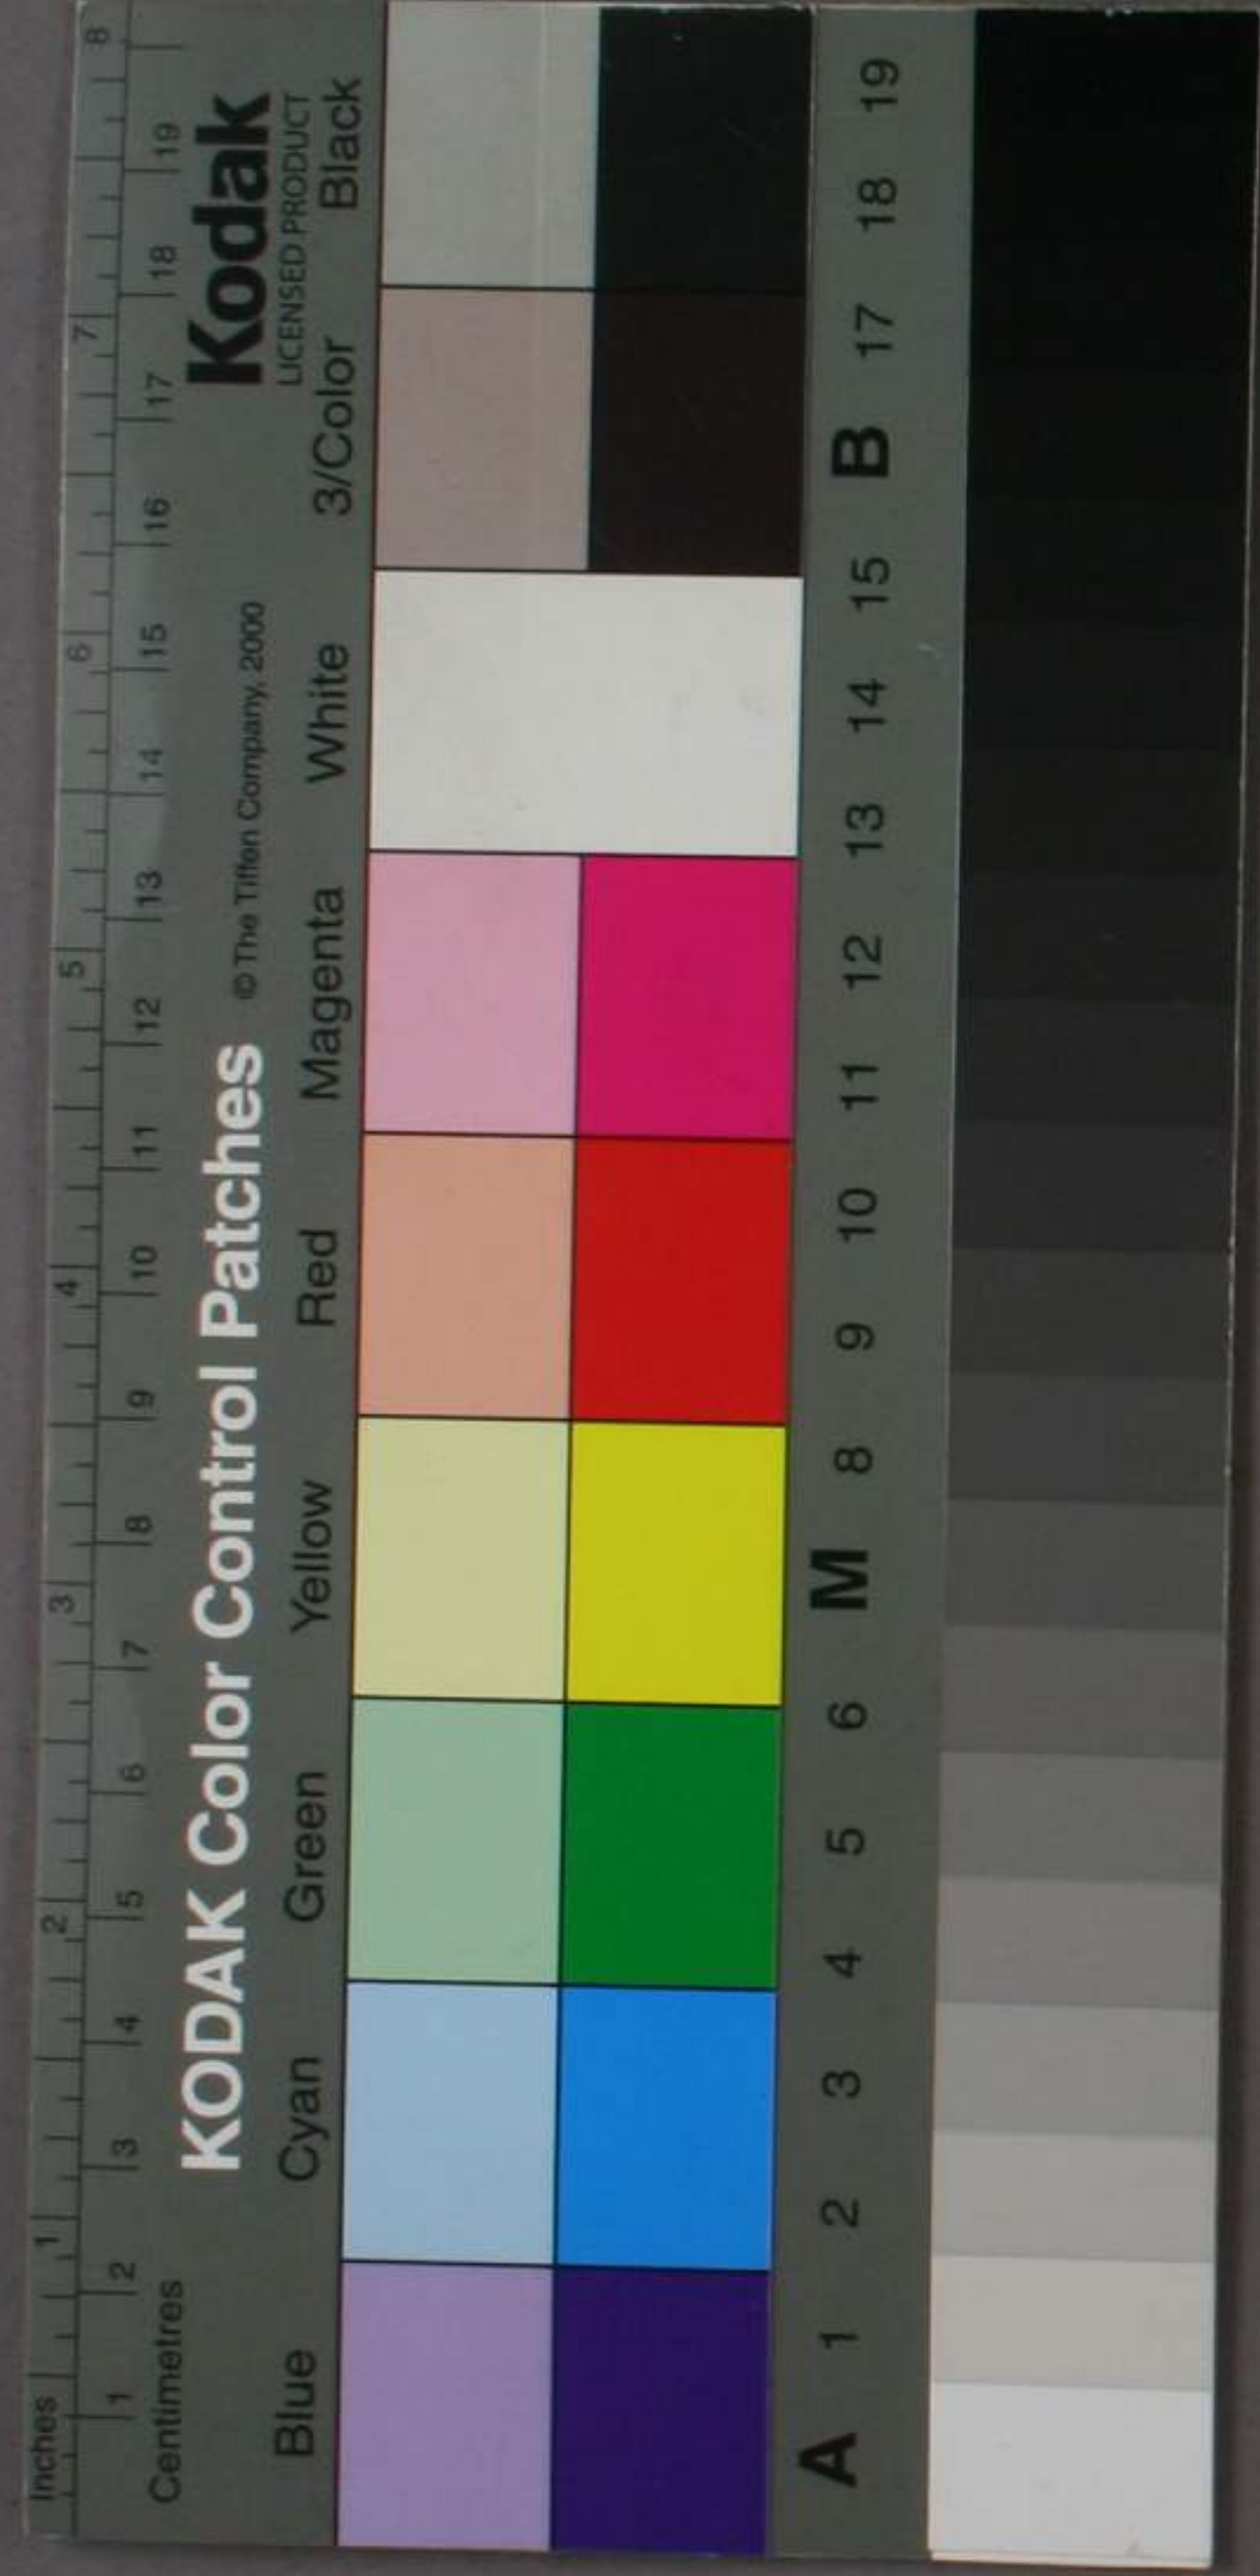 Inches 1 2 3 4 5 6 7 8
Centimetres 1 2 3 4 5 6 7 8 9 10 11 12 13 14 15 16 17 18 19
KODAK Color Control Patches © The Tiffen Company, 2000 Kodak
LICENSED PRODUCT
Blue Cyan Green Yellow Red Magenta White 3/Color Black
A 1 2 3 4 5 6 M 8 9 10 11 12 13 14 15 B 17 18 19